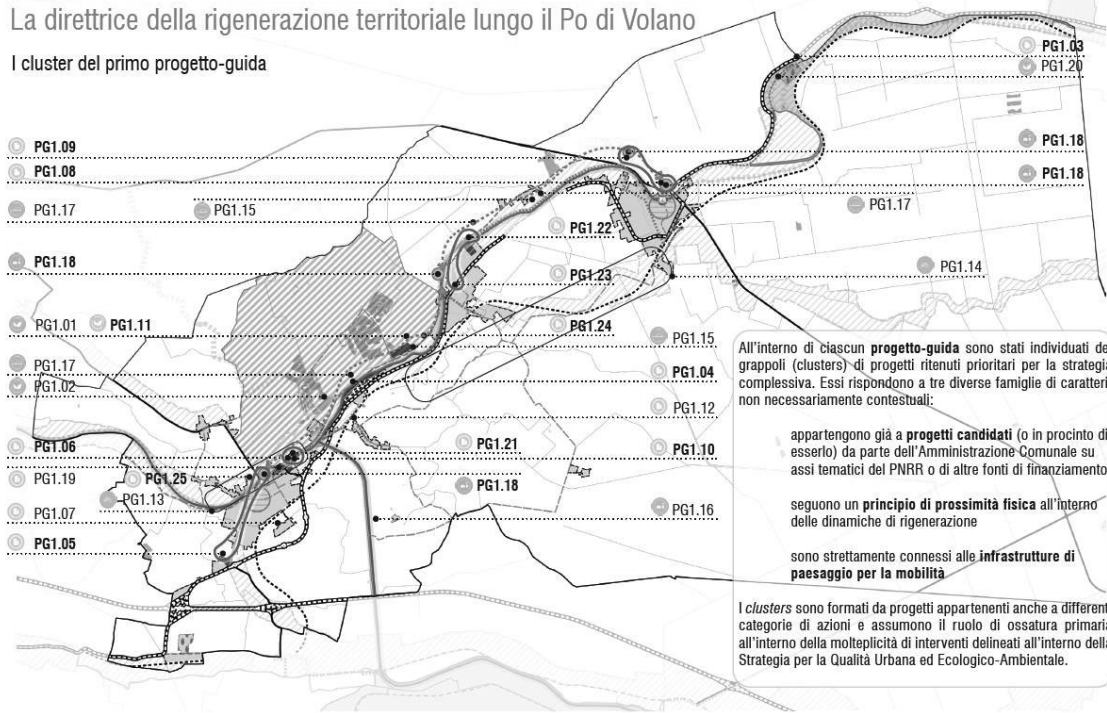 La direttrice della rigenerazione territoriale lungo il Po di Volano
I cluster del primo progetto-guida
PG1.03
PG1.20
PG1.09
PG1.18
PG1.08
PG1.18
PG1.17
PG1.15
PG1.17
PG1.22
PG1.18
PG1.23
PG1.14
PG1.01
PG1.11
PG1.24
PG1.15
PG1.17
PG1.04
PG1.02
PG1.12
PG1.06
PG1.21
PG1.10
PG1.19
PG1.25
PG1.18
PG1.13
PG1.07
PG1.16
PG1.05
All'interno di ciascun progetto-guida sono stati individuati de
grappoli (clusters) di progetti ritenuti prioritari per la strategia
complessiva. Essi rispondono a tre diverse famiglie di caratteri
non necessariamente contestuali:
appartengono già a progetti candidati (o in procinto di
esserlo) da parte dell'Amministrazione Comunale su
assi tematici del PNRR o di altre fonti di finanziamento
seguono un principio di prossimità fisica all'interno
delle dinamiche di rigenerazione
sono strettamente connessi alle infrastrutture di
paesaggio per la mobilità
I clusters sono formati da progetti appartenenti anche a different
categorie di azioni e assumono il ruolo di ossatura primaria
all'interno della molteplicità di interventi delineati all'interno della
Strategia per la Qualità Urbana ed Ecologico-Ambientale.